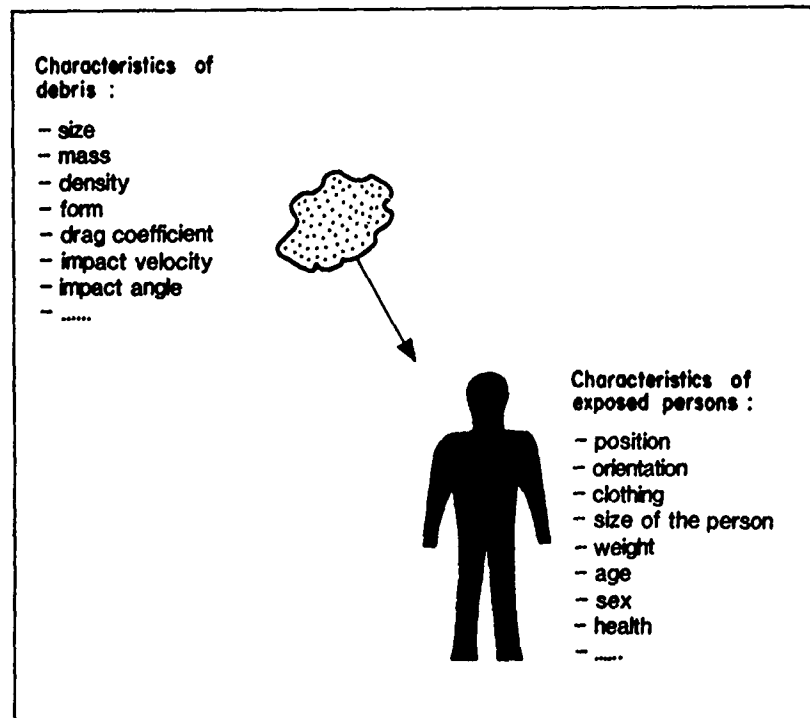 Characteristics of
debris :
- size
- mass
- density
- form
- drag coefficient
- impact velocity
- impact angle
- ......
Characteristics of
exposed persons :
- position
- orientation
- clothing
- size of the person
- weight
- age
- sex
- health
- ......